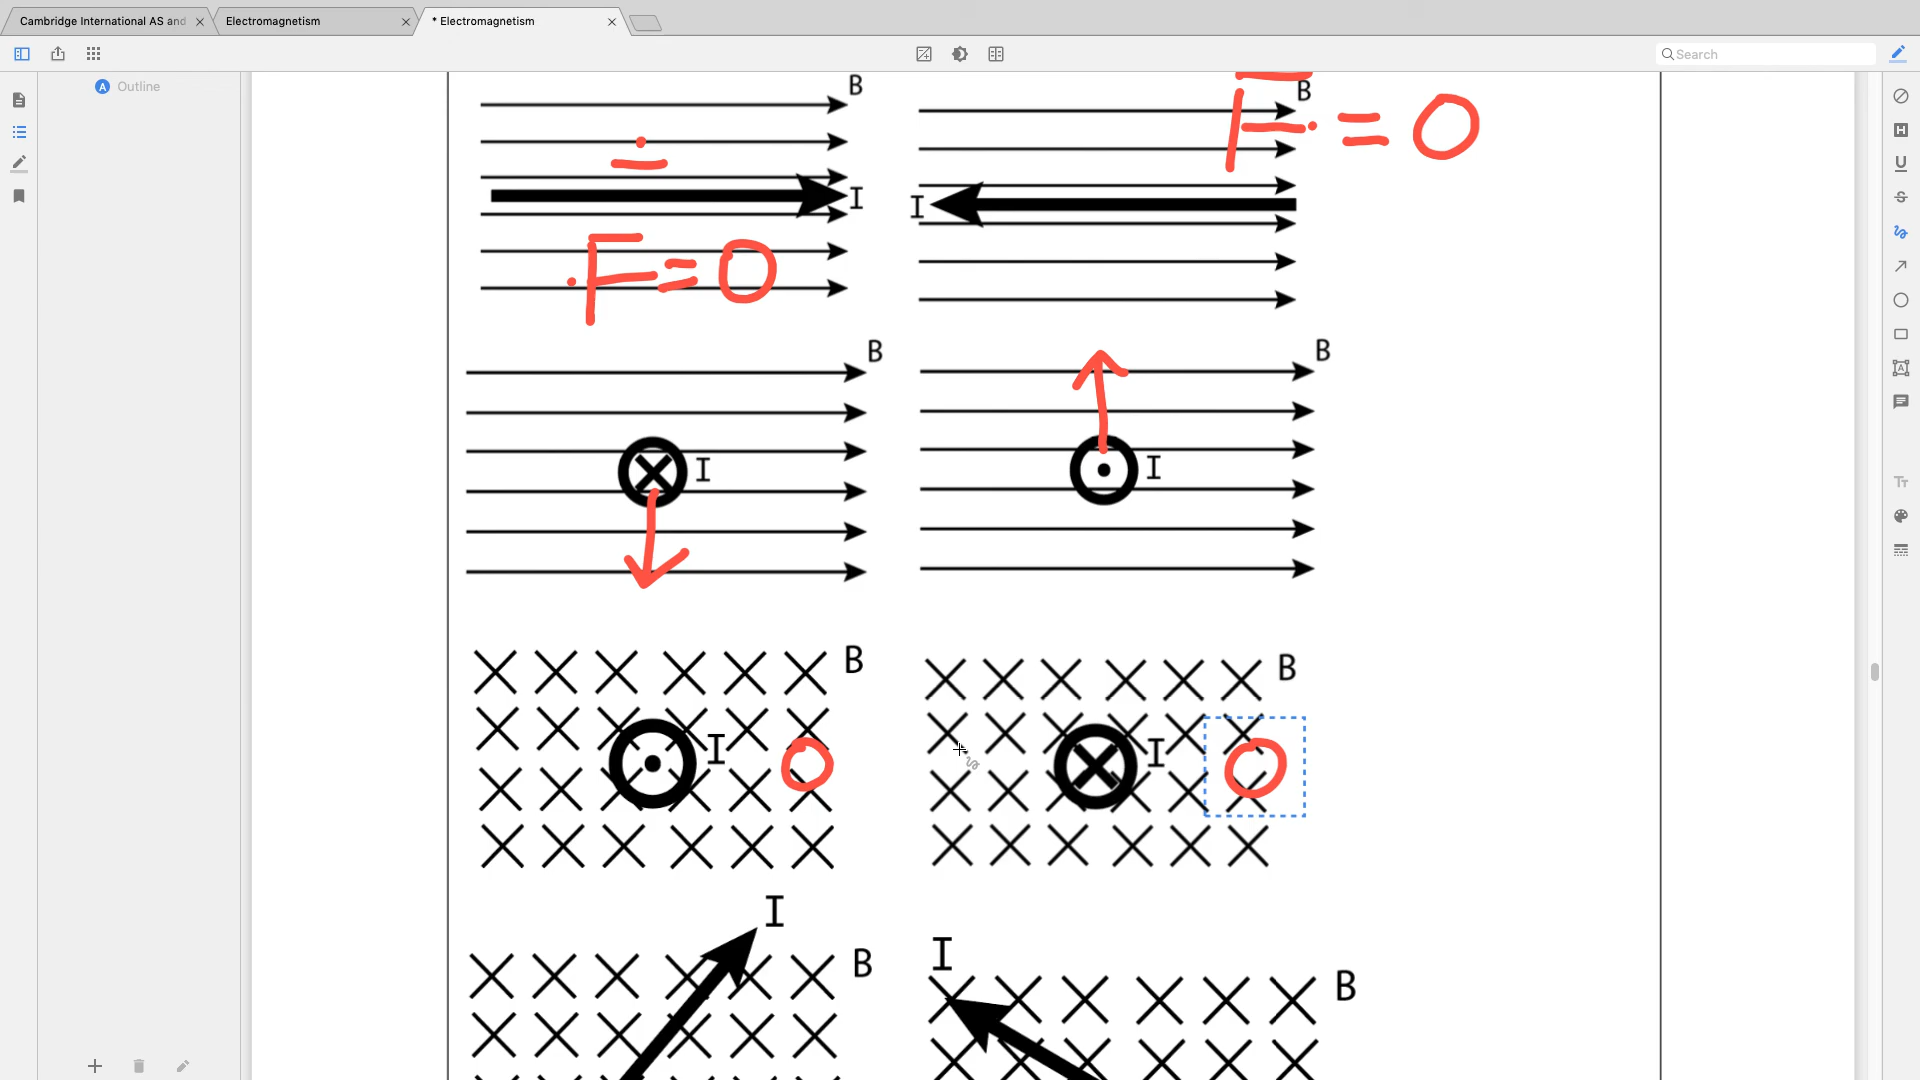 Cambridge International AS and
Electromagnetism
* Electromagnetism
Search
A Outline
B
I
F=0
B
I
F = 0
B
I
B
I
B
I
O
B
I
O
I
B
I
B